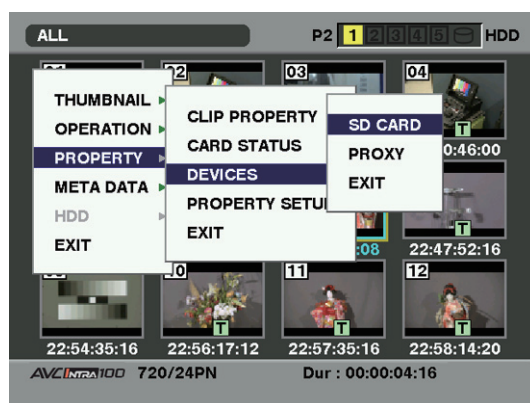 ALL P2 1 2 3 4 5 HDD
02 03 04
THUMBNAIL
OPERATION
PROPERTY
META DATA
HDD
EXIT
CLIP PROPERTY
CARD STATUS
DEVICES
PROPERTY SETU
EXIT
SD CARD
PROXY
EXIT
T
0:46:00
T
:08 22:47:52:16
10 11 12
T T T
22:54:35:16 22:56:17:12 22:57:35:16 22:58:14:20
AVC INTRA 100 720/24PN Dur : 00:00:04:16